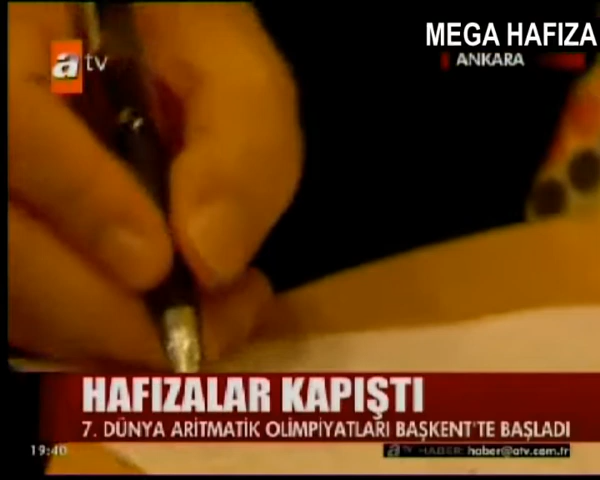 MEGA HAFIZA
atv
ANKARA
HAFIZALAR KAPIŞTI
7. DÜNYA ARİTMATİK OLİMPİYATLARI BAŞKENT'TE BAŞLADI
19:40
atv HABER: haber@atv.com.tr